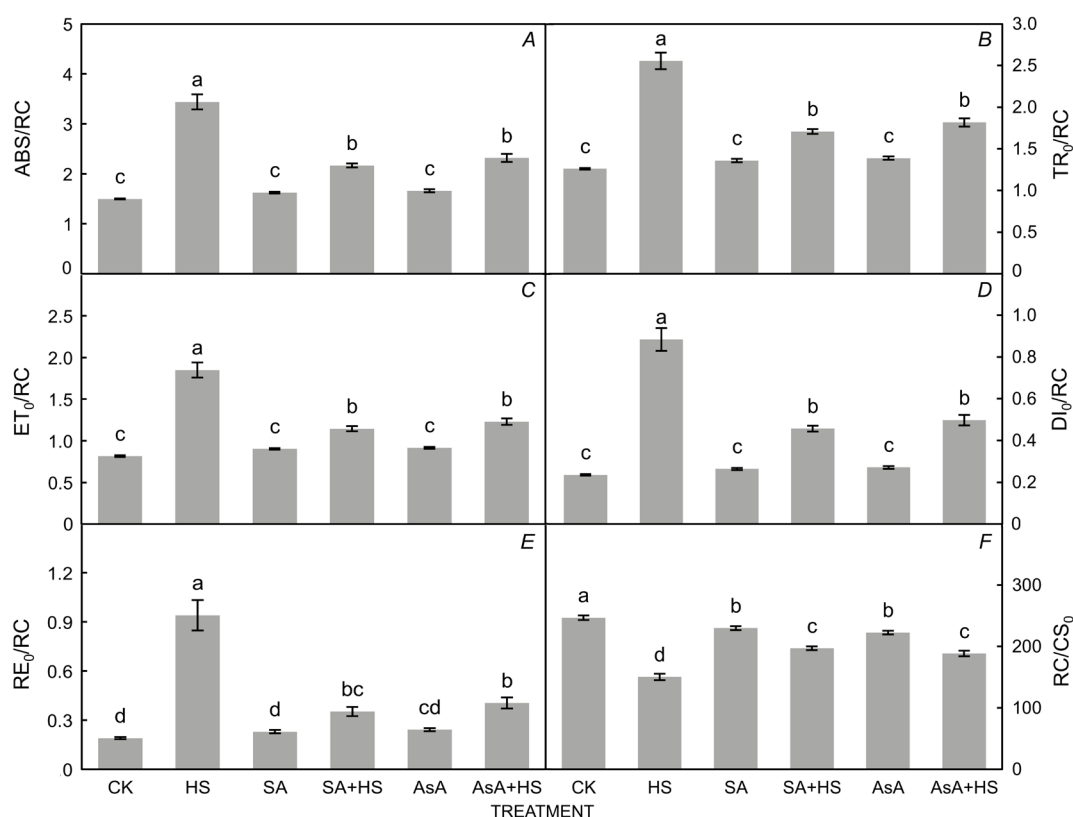 5
4
3
2
1
0
ABS/RC
A
a
b
b
c
c
c
3.0
2.5
2.0
1.5
1.0
0.5
0
TR0/RC
B
a
b
b
c
c
c
2.5
2.0
1.5
1.0
0.5
0
ET0/RC
C
a
b
b
c
c
c
1.0
0.8
0.6
0.4
0.2
0
DI0/RC
D
a
b
b
c
c
c
1.2
0.9
0.6
0.3
0
RE0/RC
E
d
a
d
bc
cd
b
300
200
100
0
RC/CS0
F
a
d
b
c
b
c
CK HS SA SA+HS AsA AsA+HS CK HS SA SA+HS AsA AsA+HS
TREATMENT